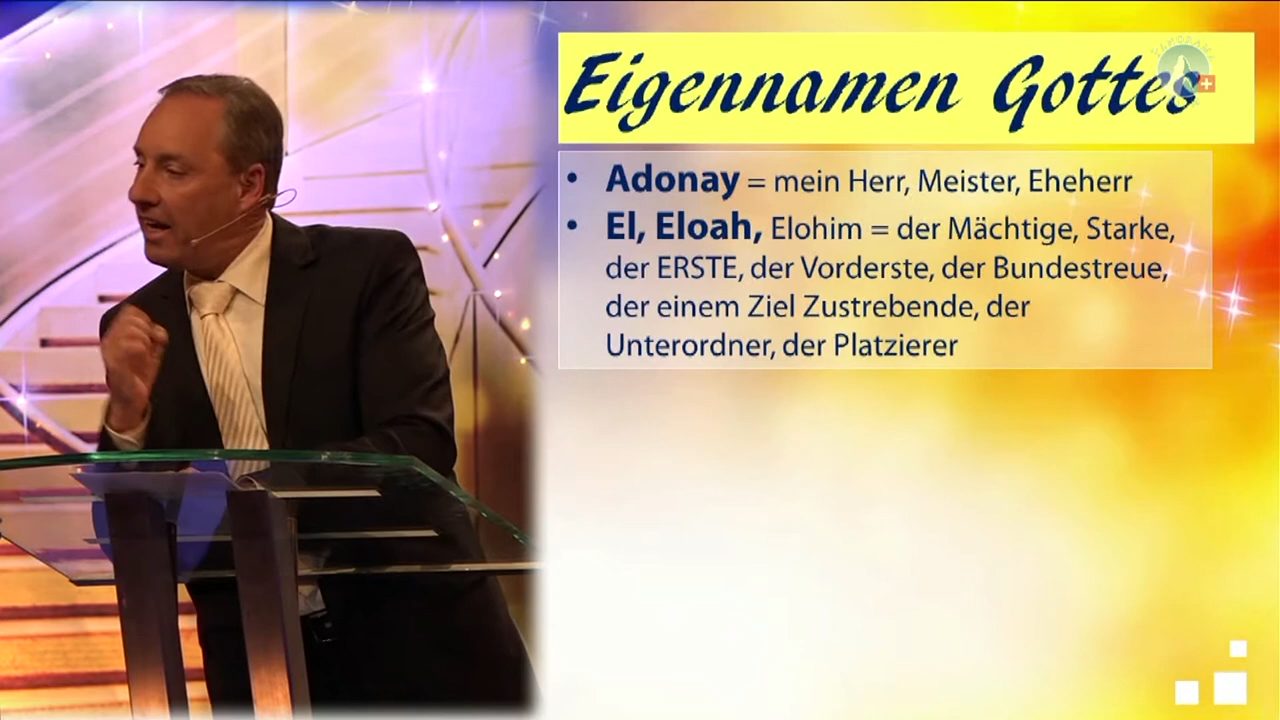 Eigennamen Gottes
• Adonay = mein Herr, Meister, Eheherr
• El, Eloah, Elohim = der Mächtige, Starke,
der ERSTE, der Vorderste, der Bundestreue,
der einem Ziel Zustrebende, der
Unterordner, der Platzierer